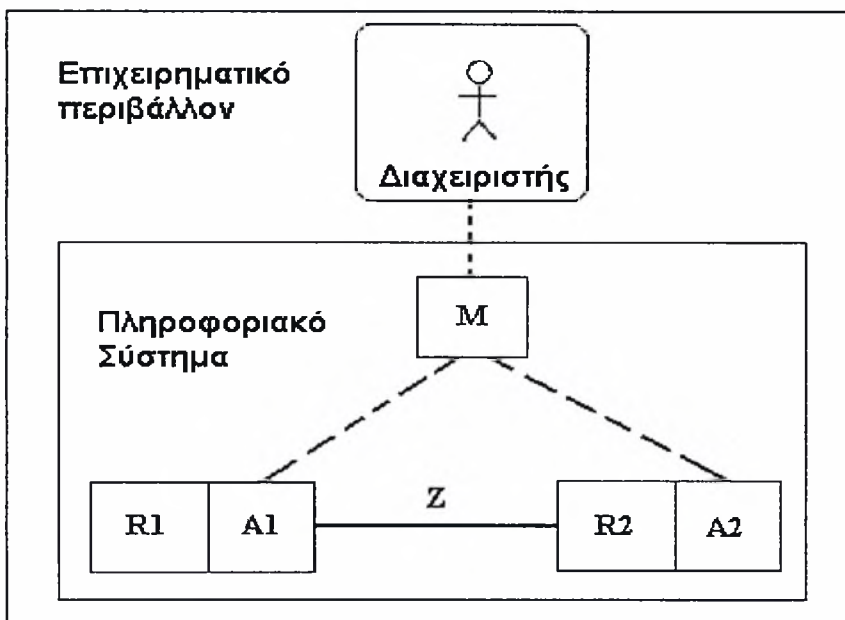 Επιχειρηματικό
περιβάλλον
Διαχειριστής
M
Πληροφοριακό
Σύστημα
R1 A1 Z R2 A2